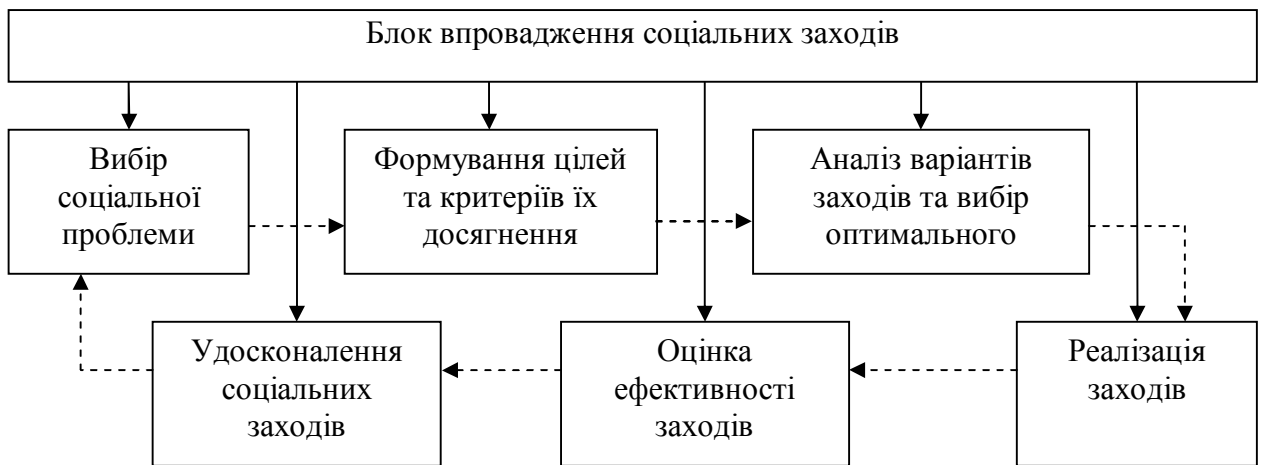 Блок впровадження соціальних заходів
Вибір
соціальної
проблеми
Формування цілей
та критеріїв їх
досягнення
Аналіз варіантів
заходів та вибір
оптимального
Удосконалення
соціальних
заходів
Оцінка
ефективності
заходів
Реалізація
заходів